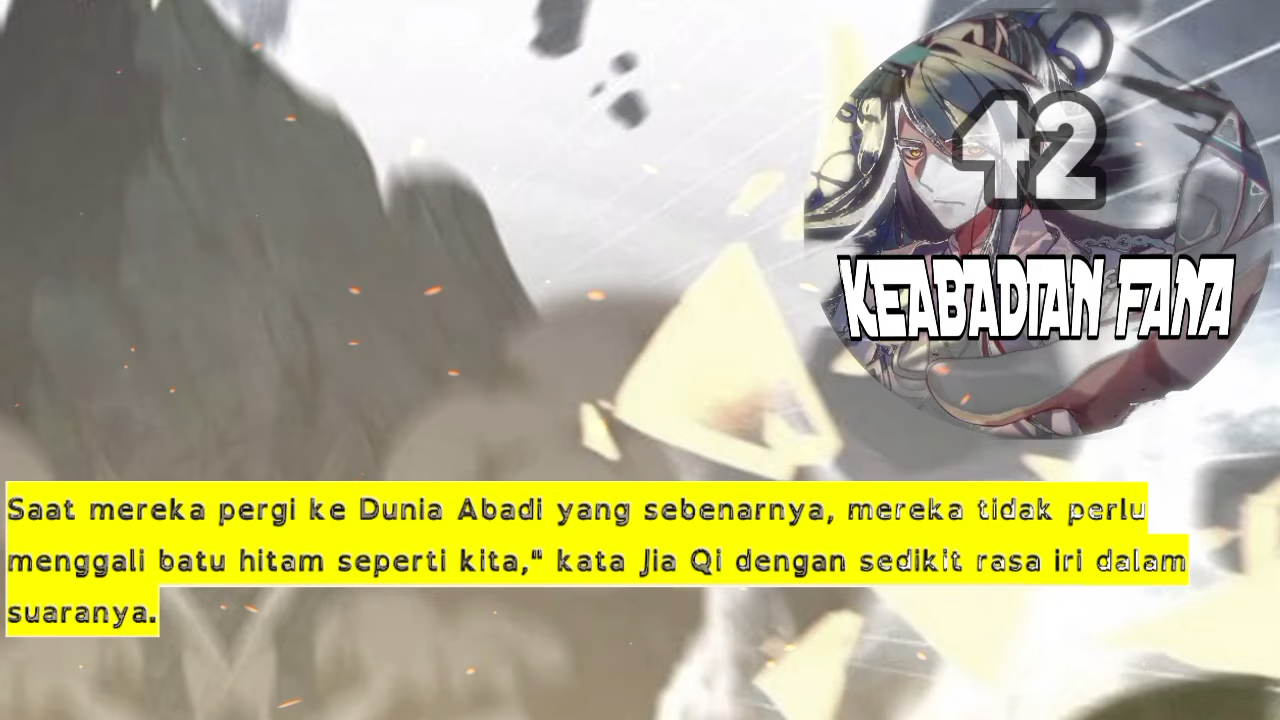 42
KEABADIAN FANA
Saat mereka pergi ke Dunia Abadi yang sebenarnya, mereka tidak perlu
menggali batu hitam seperti kita," kata Jia Qi dengan sedikit rasa iri dalam
suaranya.